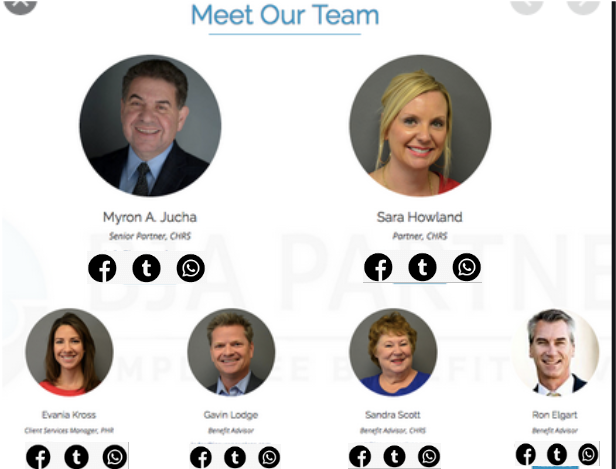 Meet Our Team
Myron A. Jucha
Senior Partner, CHRS
Sara Howland
Partner, CHRS
BJA PARTNE
EMPLOYEE BENEFIT
Evania Kross
Client Services Manager, PHR
Gavin Lodge
Benefit Advisor
Sandra Scott
Benefit Advisor, CHRS
Ron Elgart
Benefit Advisor